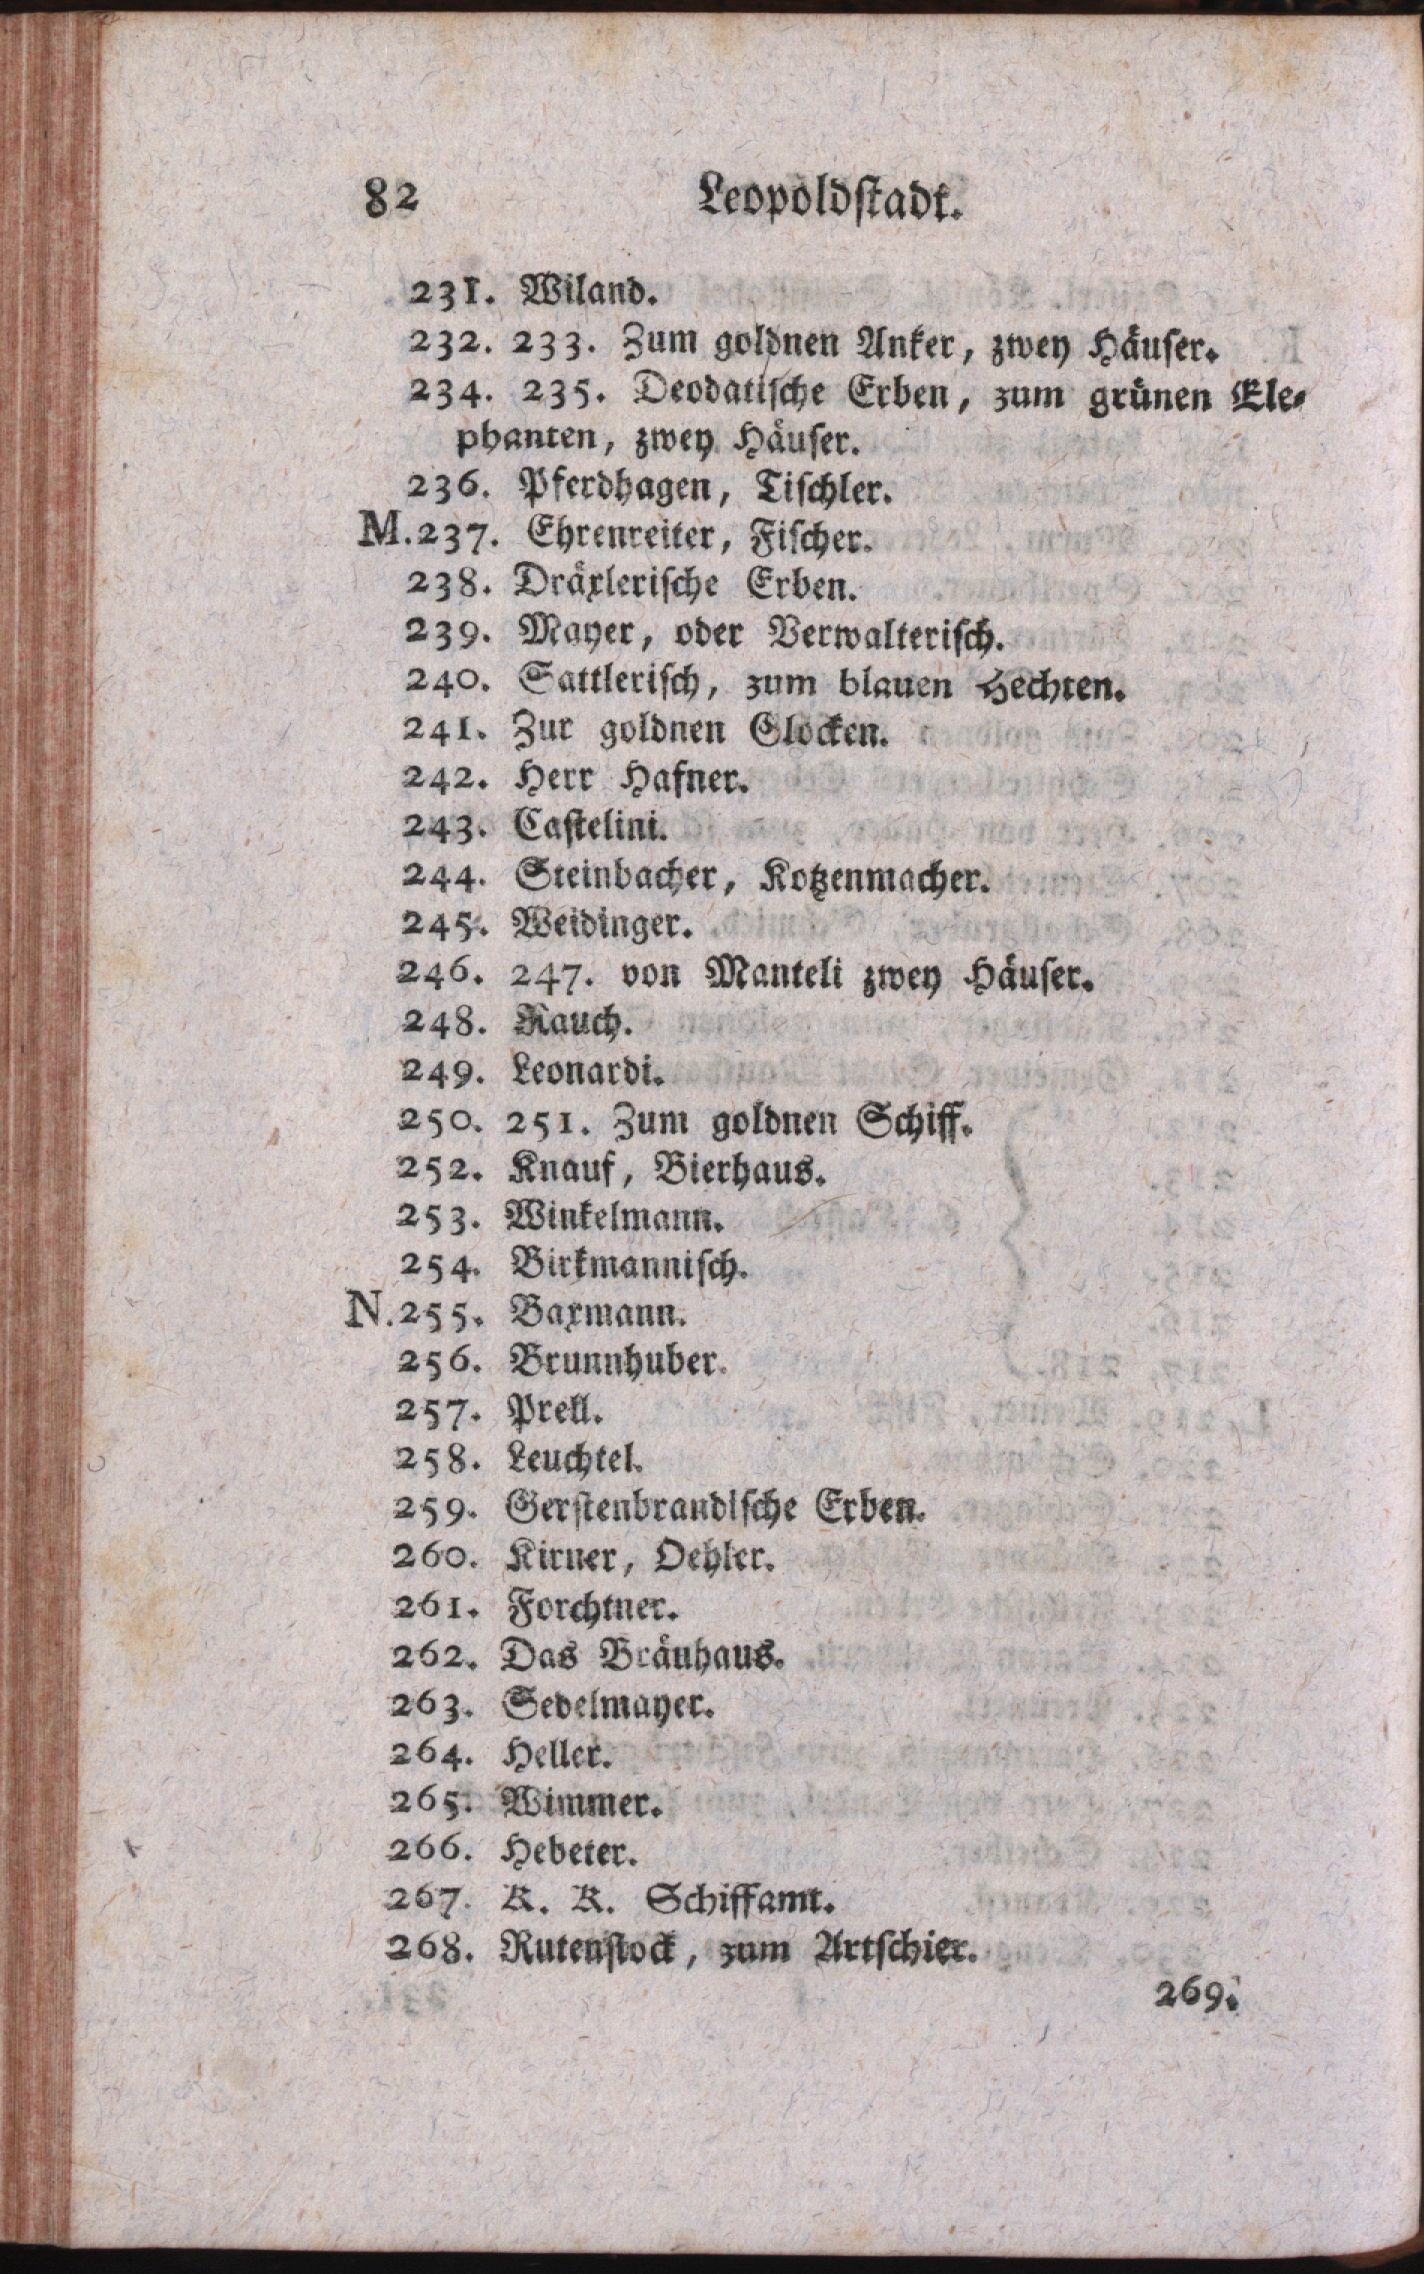 82 Leopoldstadt.
231. Wiland.
232. 233. Zum goldnen Anker, zwey Häuser.
234. 235. Deodatische Erben, zum grünen Ele-
phanten, zwey Häuser.
236. Pferdhagen, Tischler.
M. 237. Ehrenreiter, Fischer.
238. Dräxlerische Erben.
239. Mayer, oder Verwalterisch.
240. Sattlerisch, zum blauen Hechten.
241. Zur goldnen Glocken.
242. Herr Hafner.
243. Castelini.
244. Steinbacher, Kotzenmacher.
245. Weidinger.
246. 247. von Manteli zwey Häuser.
248. Rauch.
249. Leonardi.
250. 251. Zum goldnen Schiff.
252. Knauf, Bierhaus.
253. Winkelmann.
254. Birkmannisch.
N. 255. Baxmann.
256. Brunnhuber.
257. Prell.
258. Leuchtel.
259. Gerstenbrandische Erben.
260. Kirner, Oehler.
261. Forchtner.
262. Das Bräuhaus.
263. Sedelmayer.
264. Heller.
265. Wimmer.
266. Hebeter.
267. K. K. Schiffamt.
268. Rutenstock, zum Artschier.
269.